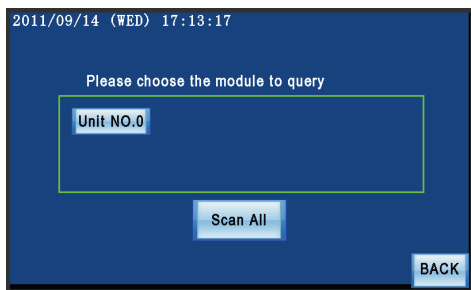 2011/09/14 (WED) 17:13:17
Please choose the module to query
Unit NO.0
Scan All
BACK